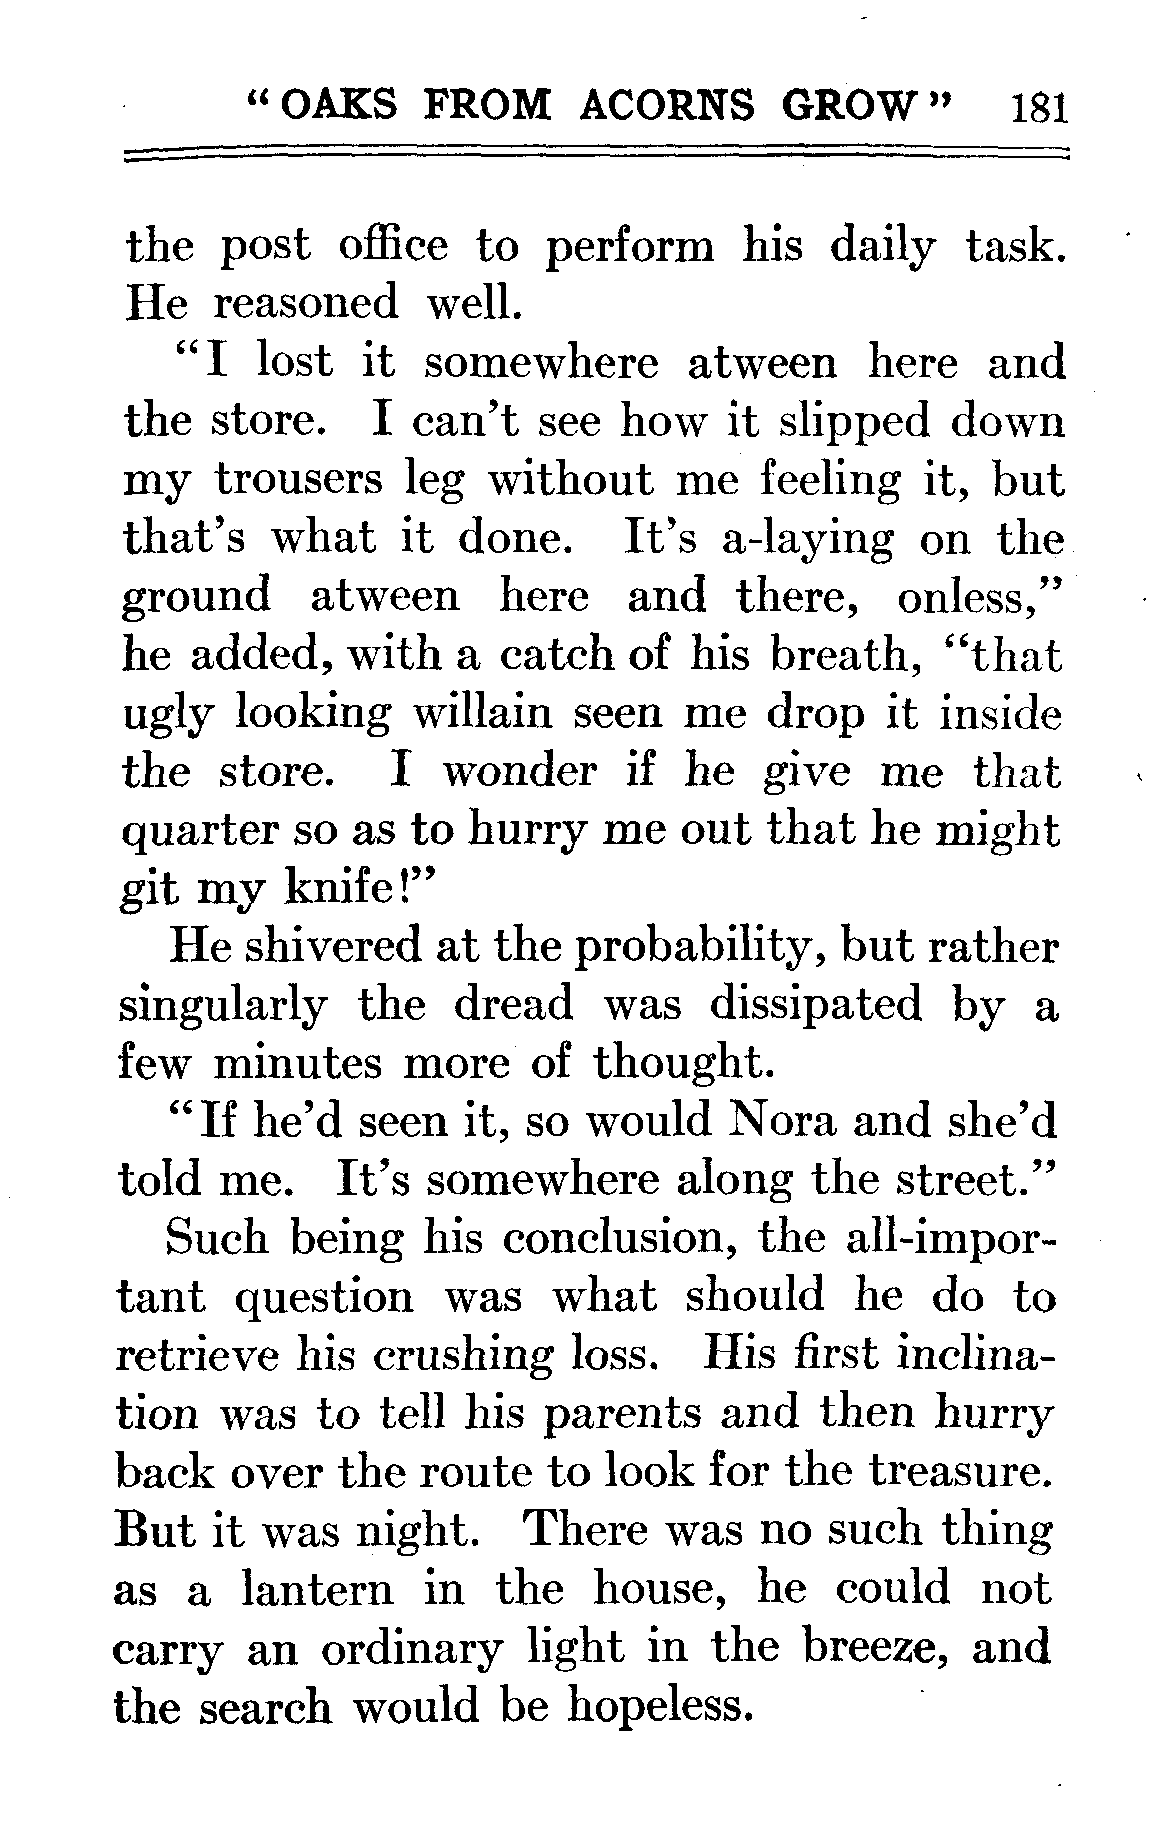 “ OAKS FROM ACORNS GROW ” 181
the post office to perform his daily task.
He reasoned well.
“I lost it somewhere atween here and
the store. I can’t see how it slipped down
my trousers leg without me feeling it, but
that’s what it done. It’s a-laying on the
ground atween here and there, onless,”
he added, with a catch of his breath, “that
ugly looking willain seen me drop it inside
the store. I wonder if he give me that
quarter so as to hurry me out that he might
git my knife!”
He shivered at the probability, but rather
singularly the dread was dissipated by a
few minutes more of thought.
“If he’d seen it, so would Nora and she’d
told me. It’s somewhere along the street.”
Such being his conclusion, the all-impor-
tant question was what should he do to
retrieve his crushing loss. His first inclina-
tion was to tell his parents and then hurry
back over the route to look for the treasure.
But it was night. There was no such thing
as a lantern in the house, he could not
carry an ordinary light in the breeze, and
the search would be hopeless.